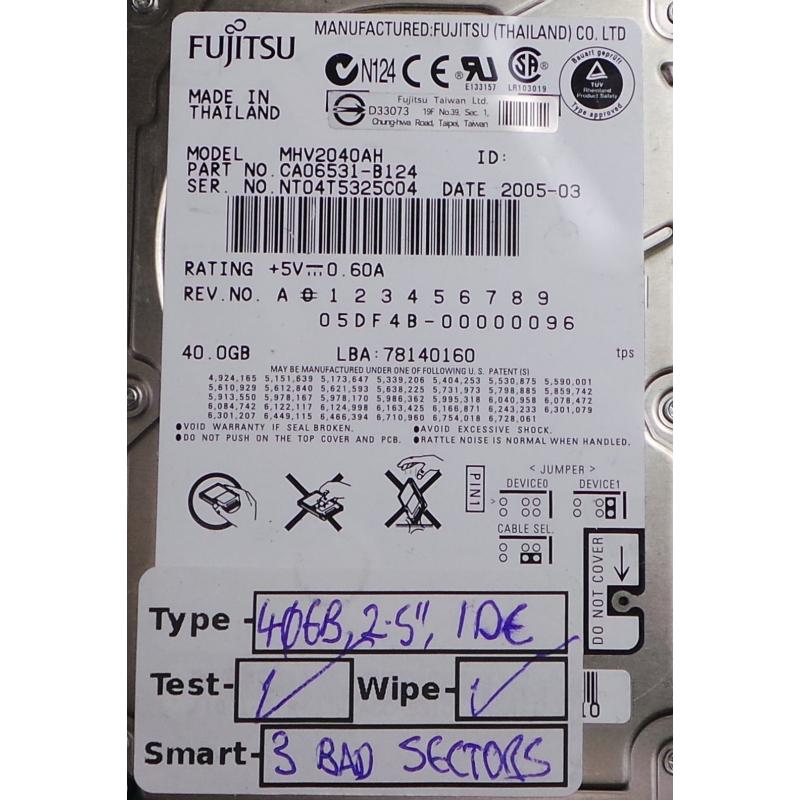 MANUFACTURED:FUJITSU (THAILAND) CO. LTD
FUJITSU
N124 CE ® RU SA ®
E133157 LR103019
Bauart geprüft
TÜV
Rheinland
Product Safety
Type approved
MADE IN
THAILAND
Fujitsu Taiwan Ltd.
D33073 19F No.39, Sec. 1,
Chung-hwa Road, Taipei, Taiwan
MODEL MHV2040AH ID:
PART NO. CA06531-B124
SER. NO. NT04T5325C04 DATE 2005-03
RATING +5V⎓0.60A
REV.NO. A 0 1 2 3 4 5 6 7 8 9
05DF4B-00000096
40.0GB LBA:78140160 tps
MAY BE MANUFACTURED UNDER ONE OF FOLLOWING U.S. PATENT(S)
4,924,165 5,151,639 5,173,647 5,339,206 5,404,253 5,530,875 5,590,001
5,610,929 5,612,840 5,621,593 5,638,225 5,731,973 5,798,885 5,859,742
5,913,550 5,978,167 5,978,170 5,986,362 5,995,318 6,040,958 6,078,472
6,084,742 6,122,117 6,124,998 6,163,425 6,166,871 6,243,233 6,301,079
6,301,207 6,449,115 6,466,394 6,710,960 6,754,018 6,728,061
●VOID WARRANTY IF SEAL BROKEN. ●AVOID EXCESSIVE SHOCK.
●DO NOT PUSH ON THE TOP COVER AND PCB. ●RATTLE NOISE IS NORMAL WHEN HANDLED.
< JUMPER >
PIN1 DEVICE0 DEVICE1
CABLE SEL.
DO NOT COVER
Type - 40GB, 2.5", IDE
Test- ✓ Wipe- ✓
Smart- 3 BAD SECTORS